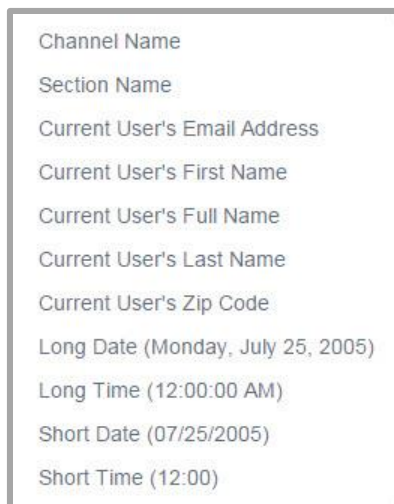 Channel Name
Section Name
Current User's Email Address
Current User's First Name
Current User's Full Name
Current User's Last Name
Current User's Zip Code
Long Date (Monday, July 25, 2005)
Long Time (12:00:00 AM)
Short Date (07/25/2005)
Short Time (12:00)